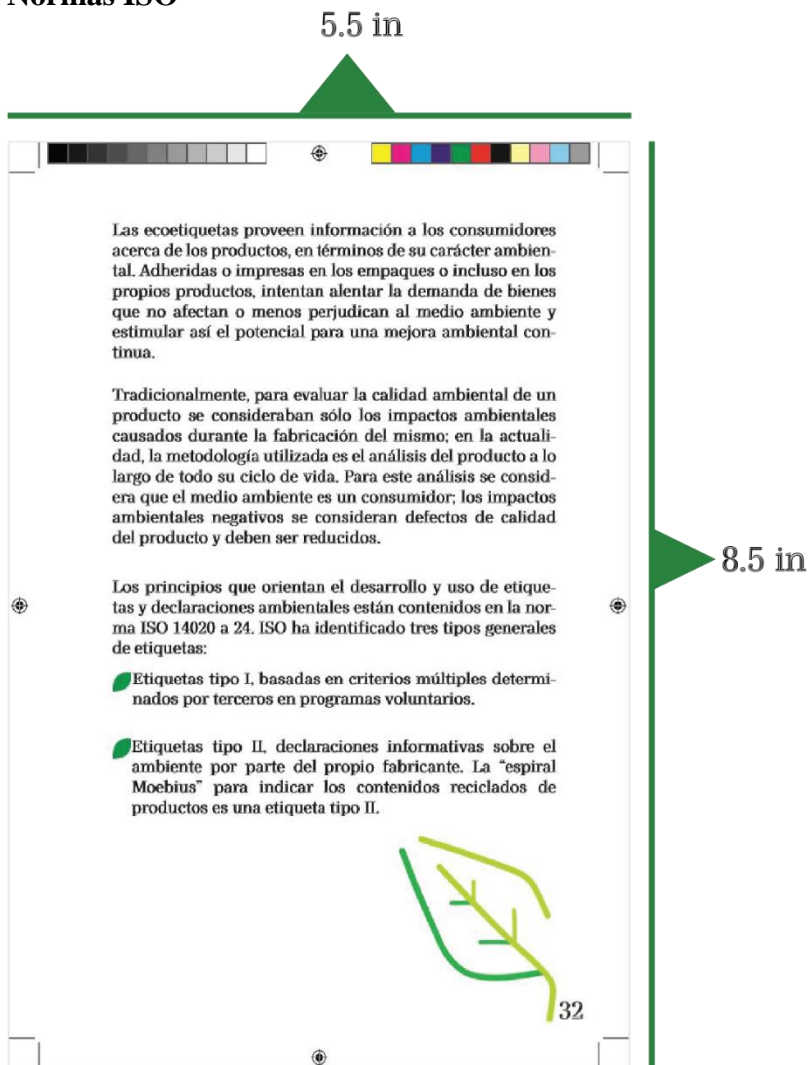 Normas ISO
5.5 in
Las ecoetiquetas proveen información a los consumidores
acerca de los productos, en términos de su carácter ambien-
tal. Adheridas o impresas en los empaques o incluso en los
propios productos, intentan alentar la demanda de bienes
que no afectan o menos perjudican al medio ambiente y
estimular así el potencial para una mejora ambiental con-
tinua.
Tradicionalmente, para evaluar la calidad ambiental de un
producto se consideraban sólo los impactos ambientales
causados durante la fabricación del mismo; en la actuali-
dad, la metodología utilizada es el análisis del producto a lo
largo de todo su ciclo de vida. Para este análisis se consid-
era que el medio ambiente es un consumidor; los impactos
ambientales negativos se consideran defectos de calidad
del producto y deben ser reducidos.
8.5 in
Los principios que orientan el desarrollo y uso de etique-
tas y declaraciones ambientales están contenidos en la nor-
ma ISO 14020 a 24. ISO ha identificado tres tipos generales
de etiquetas:
Etiquetas tipo I, basadas en criterios múltiples determi-
nados por terceros en programas voluntarios.
Etiquetas tipo II, declaraciones informativas sobre el
ambiente por parte del propio fabricante. La “espiral
Moebius” para indicar los contenidos reciclados de
productos es una etiqueta tipo II.
32